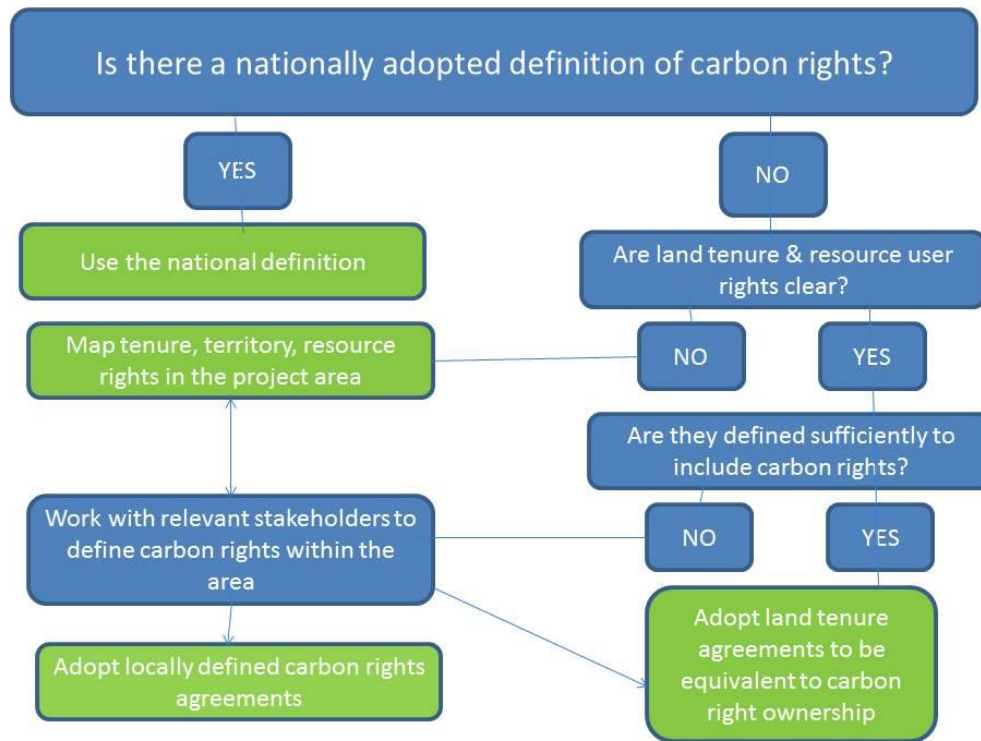 Is there a nationally adopted definition of carbon rights?
YES
NO
Use the national definition
Are land tenure & resource user
rights clear?
Map tenure, territory, resource
rights in the project area
NO
YES
Are they defined sufficiently to
include carbon rights?
Work with relevant stakeholders to
define carbon rights within the
area
NO
YES
Adopt locally defined carbon rights
agreements
Adopt land tenure
agreements to be
equivalent to carbon
right ownership